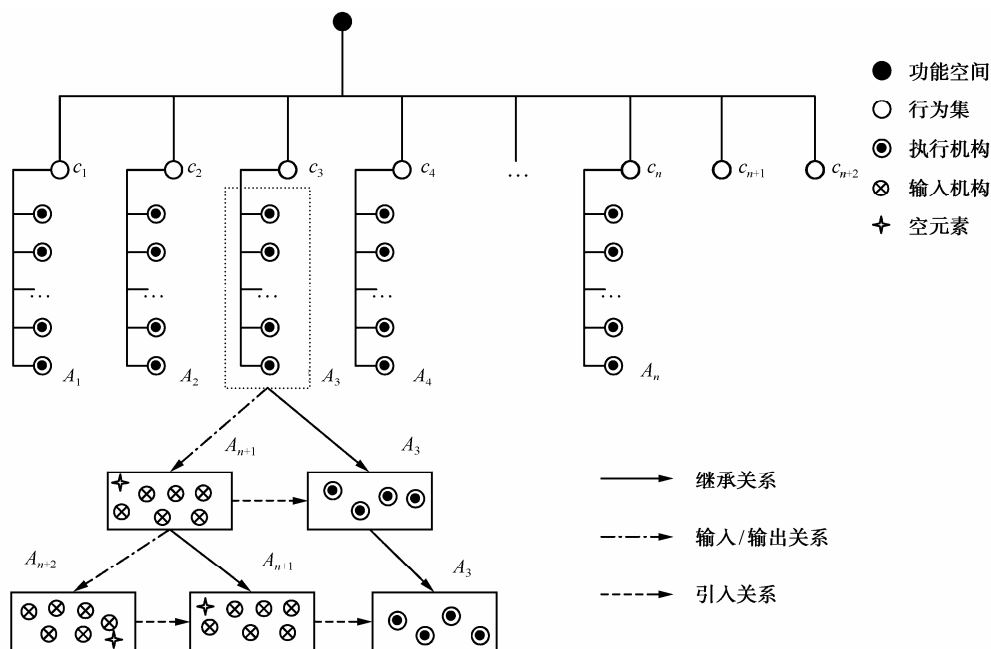 功能空间
行为集
执行机构
输入机构
空元素
c1 c2 c3 c4 … cn cn+1 cn+2
… … … … …
A1 A2 A3 A4 An
An+1 A3
继承关系
输入/输出关系
An+2 An+1 A3
引入关系